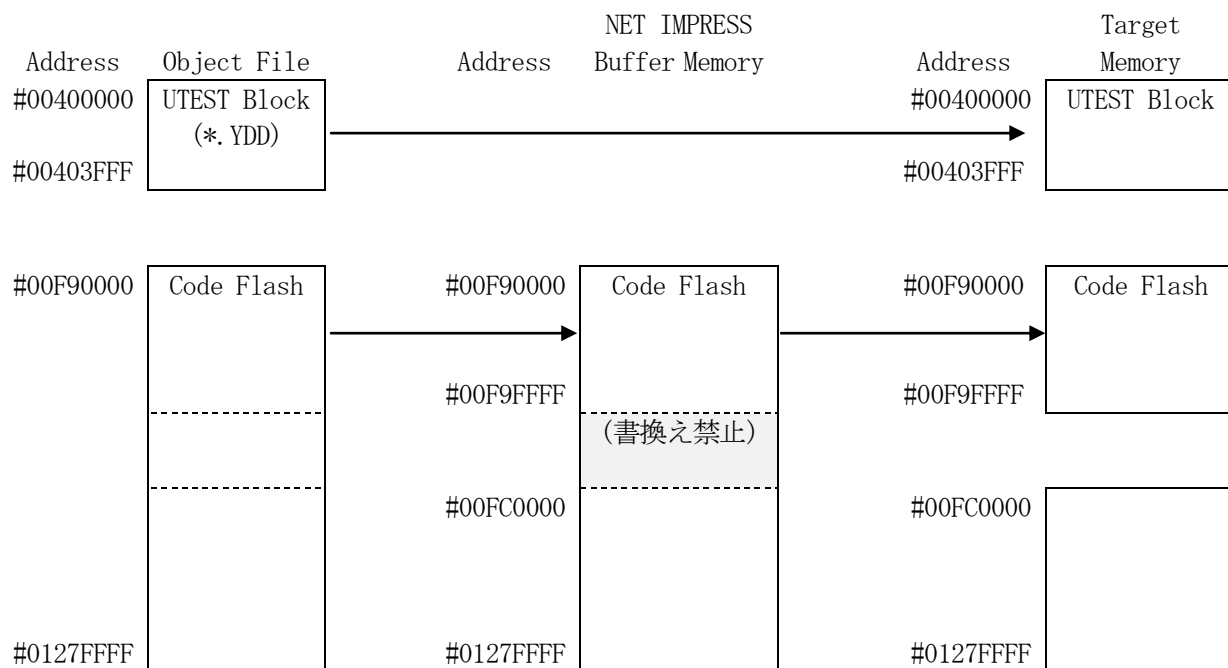 NET IMPRESS Target
Address Object File Address Buffer Memory Address Memory
#00400000 UTEST Block #00400000 UTEST Block
(*.YDD)
#00403FFF #00403FFF
#00F90000 Code Flash #00F90000 Code Flash #00F90000 Code Flash
#00F9FFFF #00F9FFFF
(書換え禁止)
#00FC0000 #00FC0000
#0127FFFF #0127FFFF #0127FFFF